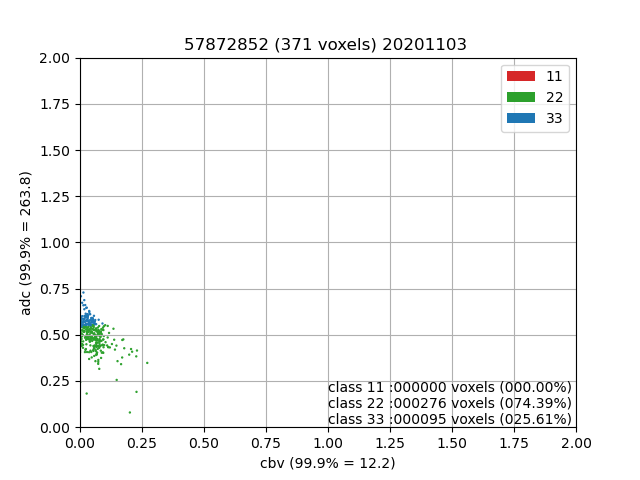 57872852 (371 voxels) 20201103
2.00
1.75
1.50
1.25
1.00
0.75
0.50
0.25
0.00
adc (99.9% = 263.8)
11
22
33
class 11 :000000 voxels (000.00%)
class 22 :000276 voxels (074.39%)
class 33 :000095 voxels (025.61%)
0.00 0.25 0.50 0.75 1.00 1.25 1.50 1.75 2.00
cbv (99.9% = 12.2)